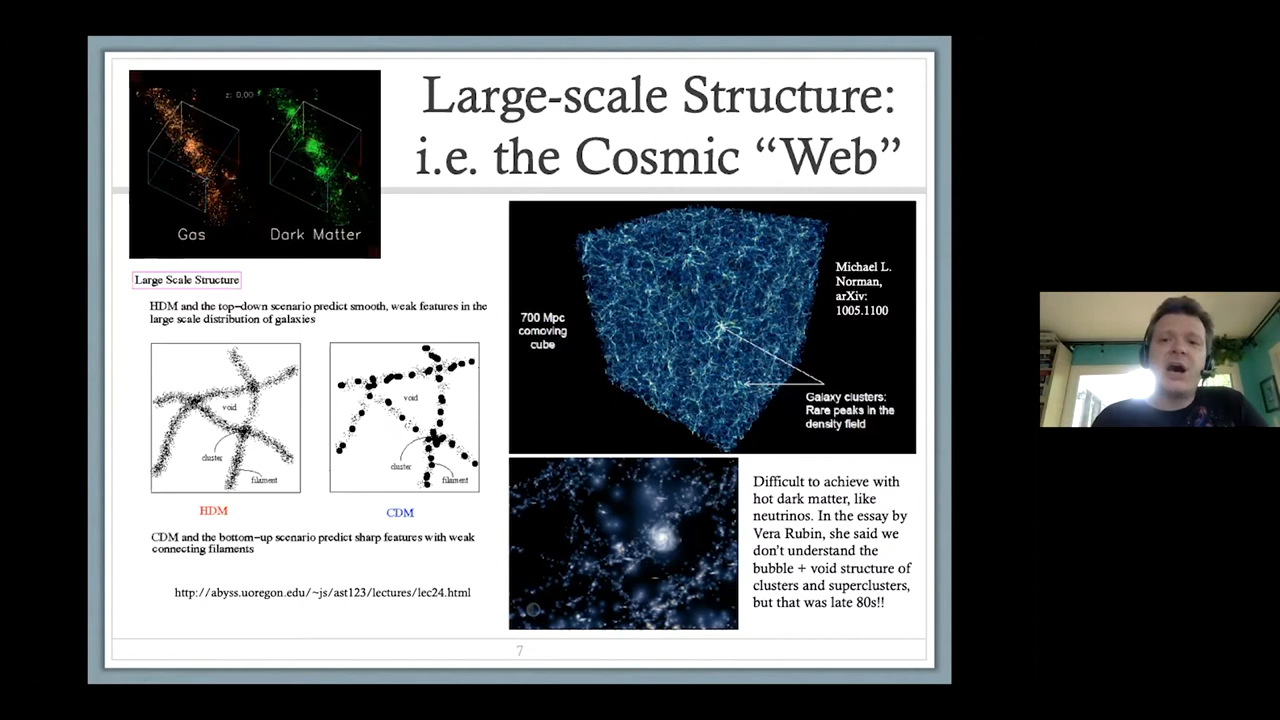 Large-scale Structure:
i.e. the Cosmic “Web”
z: 0.00
Gas
Dark Matter
Large Scale Structure
HDM and the top-down scenario predict smooth, weak features in the
large scale distribution of galaxies
void
cluster
filament
HDM
void
cluster
filament
CDM
CDM and the bottom-up scenario predict sharp features with weak
connecting filaments
http://abyss.uoregon.edu/~js/ast123/lectures/lec24.html
700 Mpc
comoving
cube
Michael L.
Norman,
arXiv:
1005.1100
Galaxy clusters:
Rare peaks in the
density field
Difficult to achieve with
hot dark matter, like
neutrinos. In the essay by
Vera Rubin, she said we
don’t understand the
bubble + void structure of
clusters and superclusters,
but that was late 80s!!
7